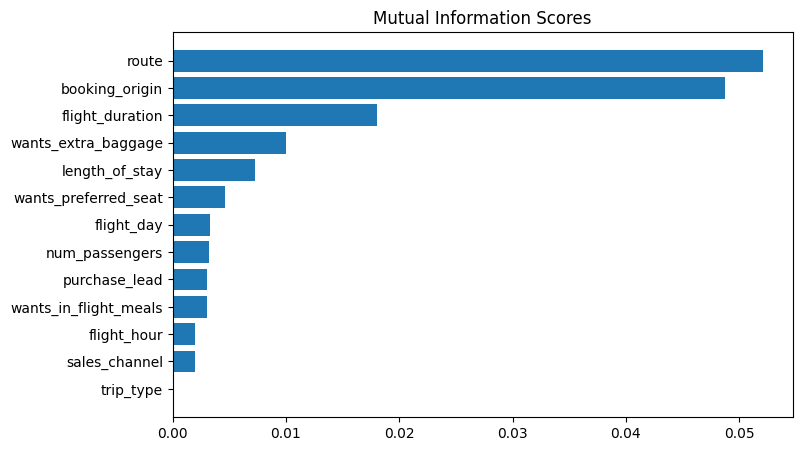 Mutual Information Scores
route
booking_origin
flight_duration
wants_extra_baggage
length_of_stay
wants_preferred_seat
flight_day
num_passengers
purchase_lead
wants_in_flight_meals
flight_hour
sales_channel
trip_type
0.00 0.01 0.02 0.03 0.04 0.05